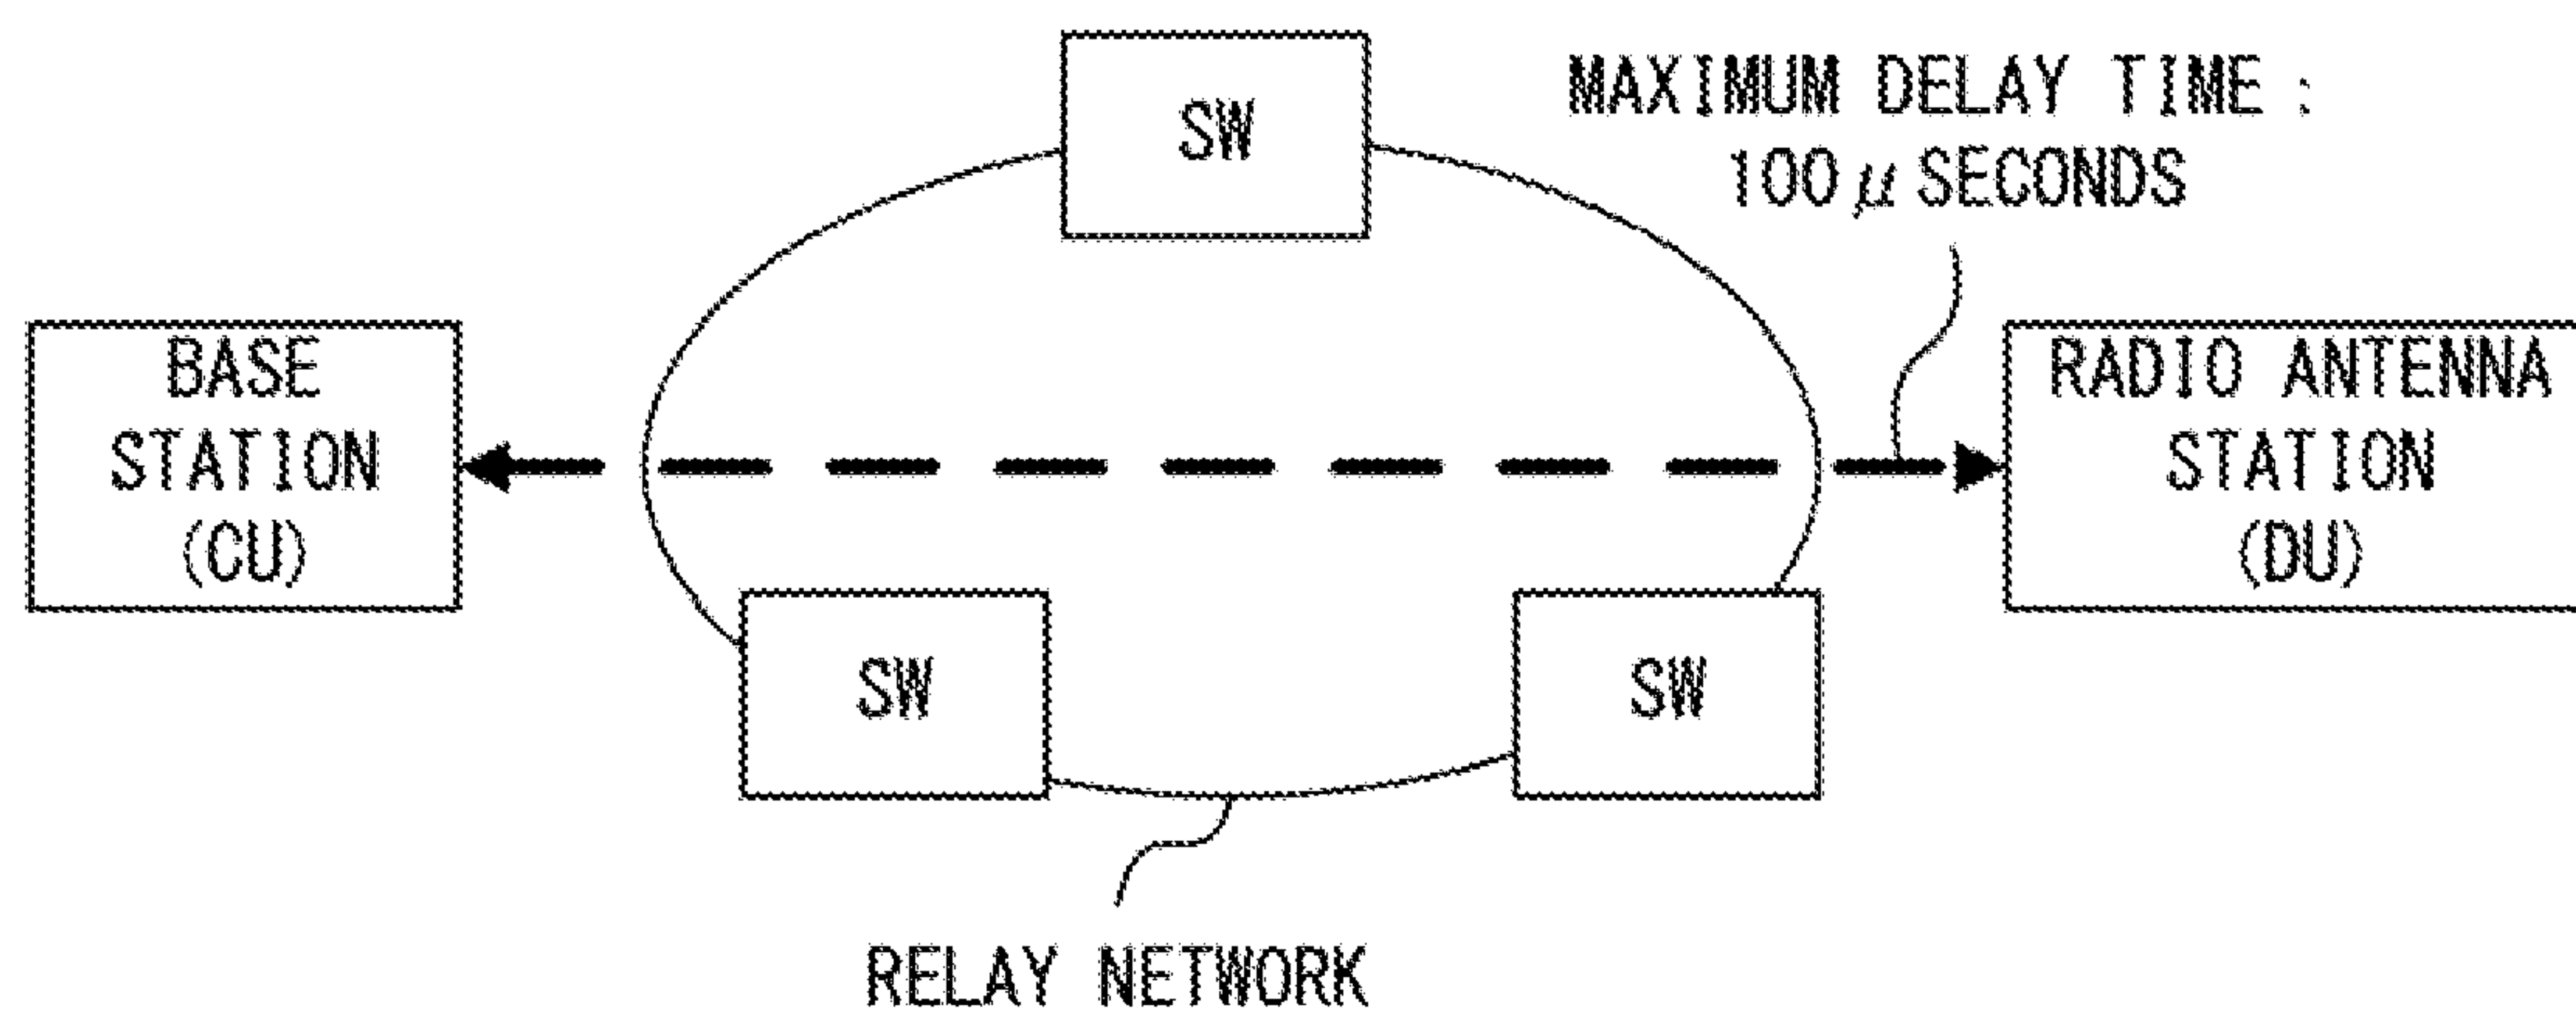 SW
MAXIMUM DELAY TIME :
100 μ SECONDS
BASE
STATION
(CU)
RADIO ANTENNA
STATION
(DU)
SW
SW
RELAY NETWORK